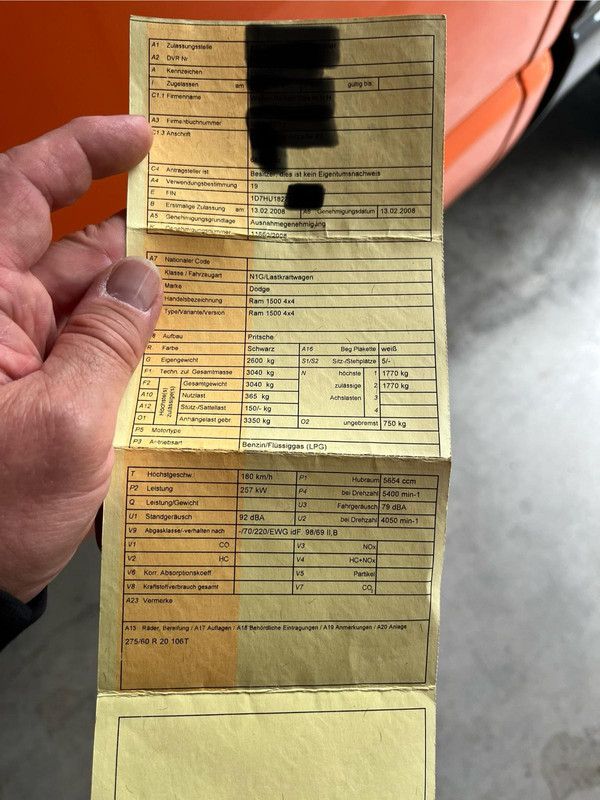 A1 Zulassungsstelle
A2 DVR Nr
A Kennzeichen
I Zugelassen am gültig bis
C1.1 Firmenname
A3 Firmenbuchnummer
C1.3 Anschrift
C4 Antragsteller ist Besitzer, dies ist kein Eigentumsnachweis
A4 Verwendungsbestimmung 19
E FIN 1D7HU182
B Erstmalige Zulassung am 13.02.2008 A6 Genehmigungsdatum 13.02.2008
A5 Genehmigungsgrundlage Ausnahmegenehmigung
A7 Nationaler Code
Klasse / Fahrzeugart N1G/Lastkraftwagen
Marke Dodge
Handelsbezeichnung Ram 1500 4x4
Type/Variante/Version Ram 1500 4x4
Aufbau Pritsche
R Farbe Schwarz A16 Beg Plakette weiß
G Eigengewicht 2600 kg S1/S2 Sitz-/Stehplätze 5/-
F1 Techn. zul Gesamtmasse 3040 kg N höchste 1 1770 kg
F2 Höchste(s) zulässige(s) Gesamtgewicht 3040 kg zulässige 2 1770 kg
A10 Nutzlast 365 kg Achslasten 3
A12 Stütz-/Sattellast 150/- kg 4
O1 Anhängelast gebr. 3350 kg O2 ungebremst 750 kg
P5 Motortype
P3 Antriebsart Benzin/Flüssiggas (LPG)
T Höchstgeschw. 180 km/h P1 Hubraum 5654 ccm
P2 Leistung 257 kW P4 bei Drehzahl 5400 min-1
Q Leistung/Gewicht U3 Fahrgeräusch 79 dBA
U1 Standgeräusch 92 dBA U2 bei Drehzahl 4050 min-1
V9 Abgasklasse/-verhalten nach -/70/220/EWG idF 98/69 II,B
V1 CO V3 NOx
V2 HC V4 HC+NOx
V6 Korr. Absorptionskoeff V5 Partikel
V8 Kraftstoffverbrauch gesamt V7 CO₂
A23 Vermerke
A13 Räder, Bereifung / A17 Auflagen / A18 Behördliche Eintragungen / A19 Anmerkungen / A20 Anlage
275/60 R 20 106T